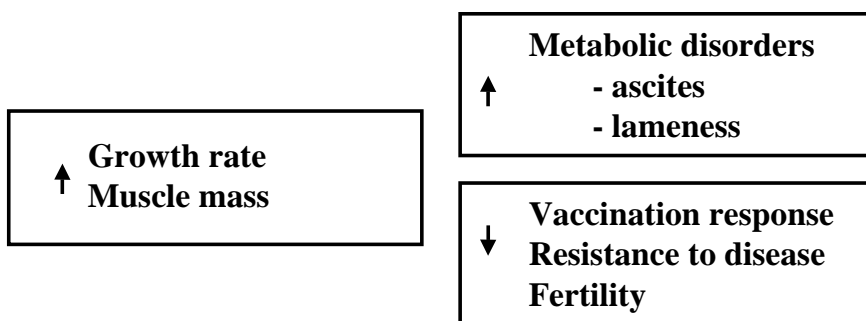 Growth rate
Muscle mass
Metabolic disorders
- ascites
- lameness
Vaccination response
Resistance to disease
Fertility